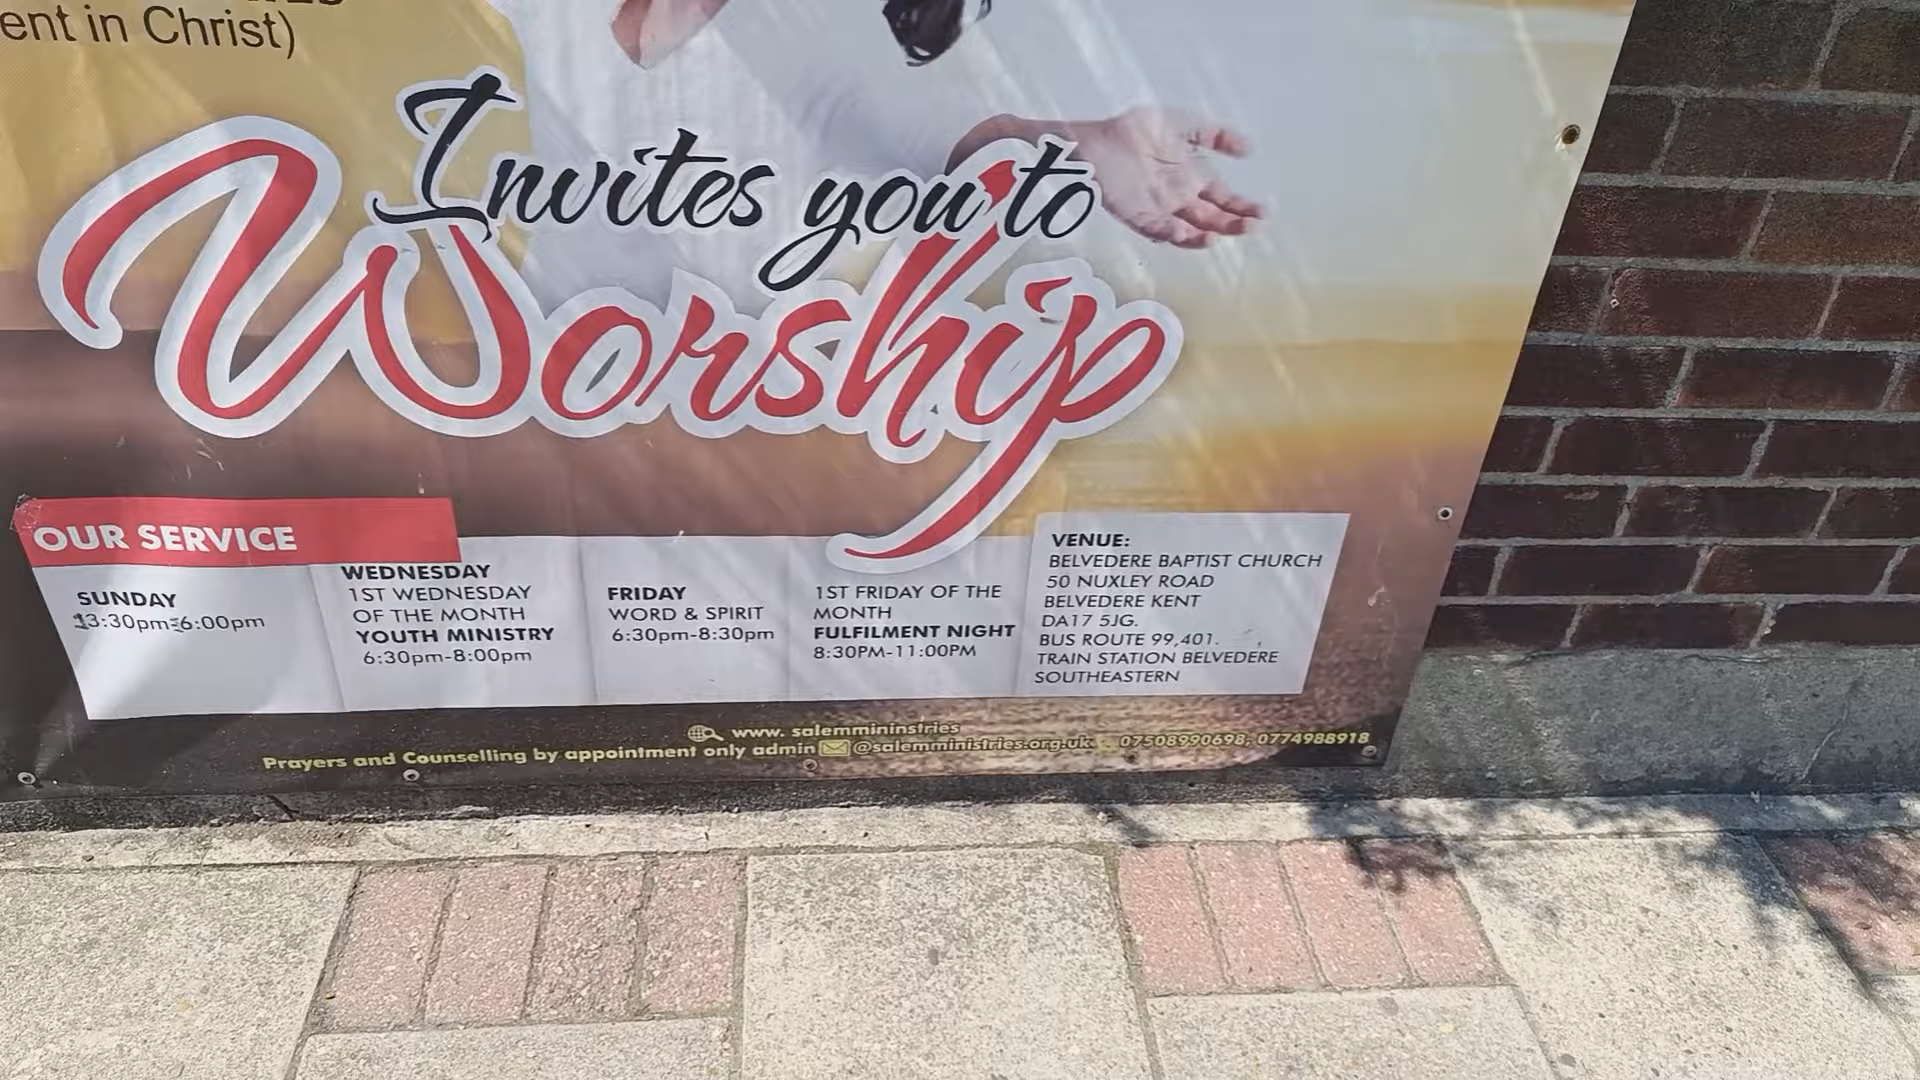 ent in Christ)
Invites you to
Worship
OUR SERVICE
SUNDAY
13:30pm-6:00pm
WEDNESDAY
1ST WEDNESDAY
OF THE MONTH
YOUTH MINISTRY
6:30pm-8:00pm
FRIDAY
WORD & SPIRIT
6:30pm-8:30pm
1ST FRIDAY OF THE
MONTH
FULFILMENT NIGHT
8:30PM-11:00PM
VENUE:
BELVEDERE BAPTIST CHURCH
50 NUXLEY ROAD
BELVEDERE KENT
DA17 5JG.
BUS ROUTE 99,401.
TRAIN STATION BELVEDERE
SOUTHEASTERN
www. salemmininstries
Prayers and Counselling by appointment only admin @salemministries.org.uk 07508990698, 0774988918